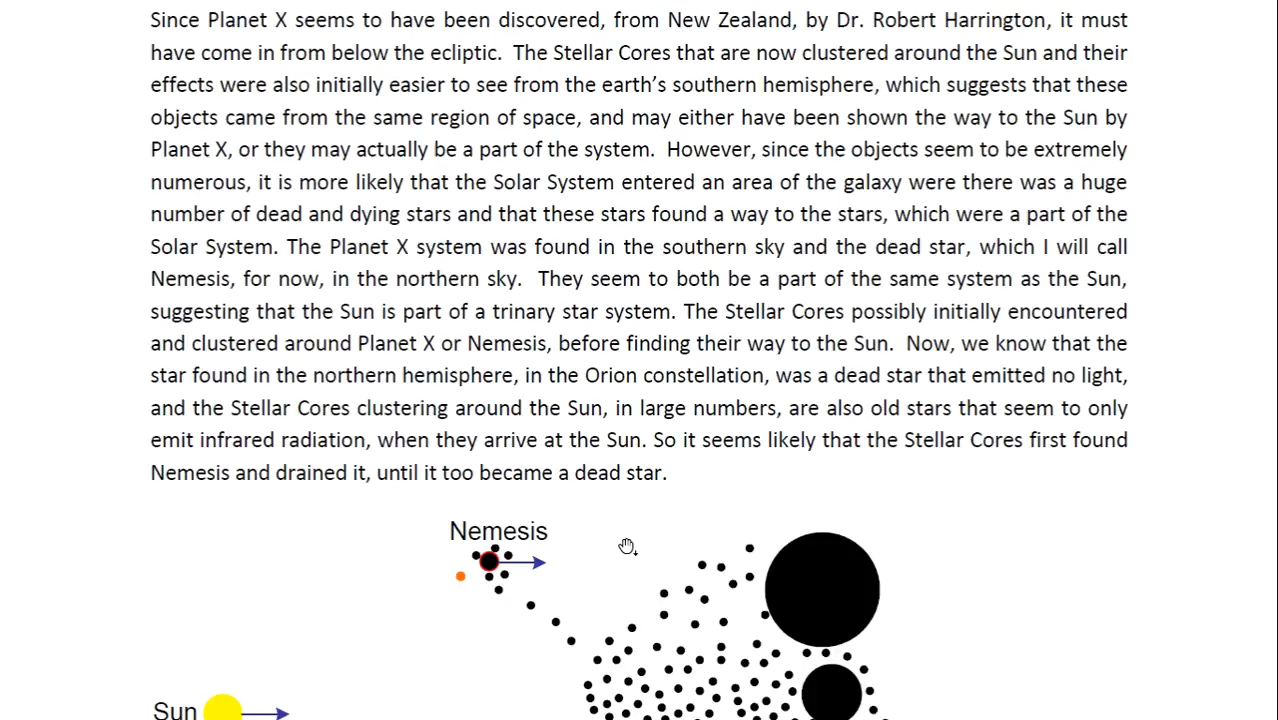 Since Planet X seems to have been discovered, from New Zealand, by Dr. Robert Harrington, it must
have come in from below the ecliptic.  The Stellar Cores that are now clustered around the Sun and their
effects were also initially easier to see from the earth’s southern hemisphere, which suggests that these
objects came from the same region of space, and may either have been shown the way to the Sun by
Planet X, or they may actually be a part of the system.  However, since the objects seem to be extremely
numerous, it is more likely that the Solar System entered an area of the galaxy were there was a huge
number of dead and dying stars and that these stars found a way to the stars, which were a part of the
Solar System. The Planet X system was found in the southern sky and the dead star, which I will call
Nemesis, for now, in the northern sky.  They seem to both be a part of the same system as the Sun,
suggesting that the Sun is part of a trinary star system. The Stellar Cores possibly initially encountered
and clustered around Planet X or Nemesis, before finding their way to the Sun.  Now, we know that the
star found in the northern hemisphere, in the Orion constellation, was a dead star that emitted no light,
and the Stellar Cores clustering around the Sun, in large numbers, are also old stars that seem to only
emit infrared radiation, when they arrive at the Sun. So it seems likely that the Stellar Cores first found
Nemesis and drained it, until it too became a dead star.
Nemesis
Sun